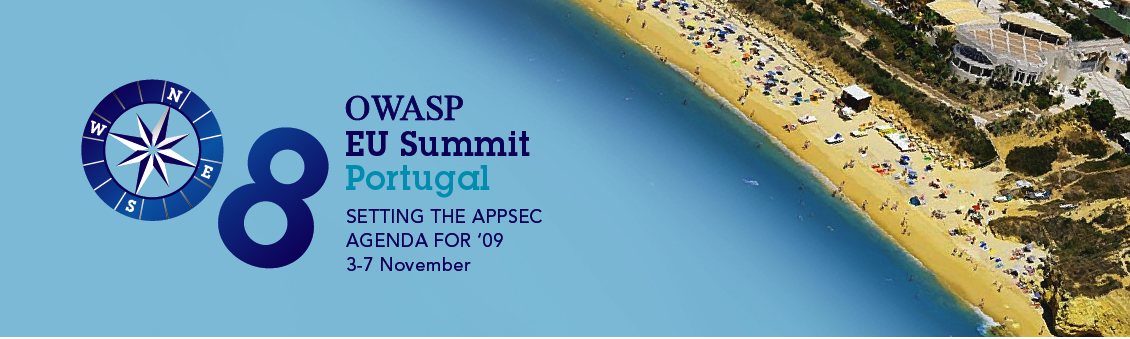 N
W
E
S
8
OWASP
EU Summit
Portugal
SETTING THE APPSEC
AGENDA FOR ’09
3-7 November